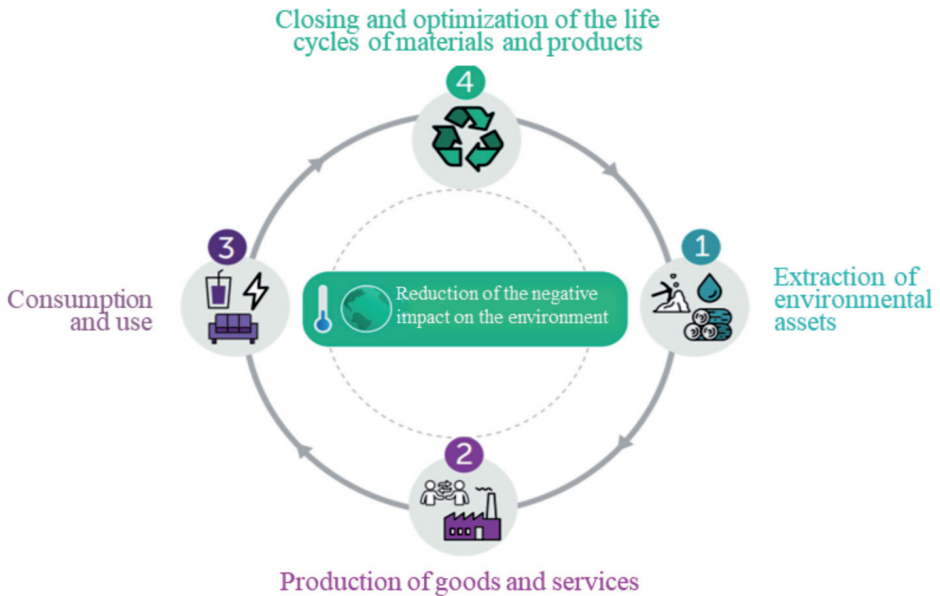 Closing and optimization of the life
cycles of materials and products
4
3
1
Consumption
and use
Reduction of the negative
impact on the environment
Extraction of
environmental
assets
2
Production of goods and services